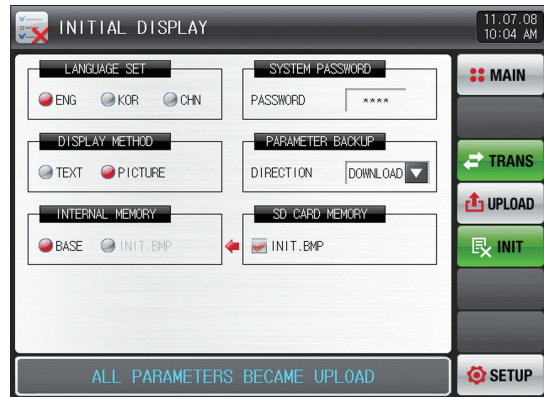 INITIAL DISPLAY
11.07.08
10:04 AM
LANGUAGE SET
ENG KOR CHN
SYSTEM PASSWORD
PASSWORD ****
DISPLAY METHOD
TEXT PICTURE
PARAMETER BACKUP
DIRECTION DOWNLOAD
INTERNAL MEMORY
BASE INIT.BMP
SD CARD MEMORY
INIT.BMP
MAIN
TRANS
UPLOAD
INIT
SETUP
ALL PARAMETERS BECAME UPLOAD